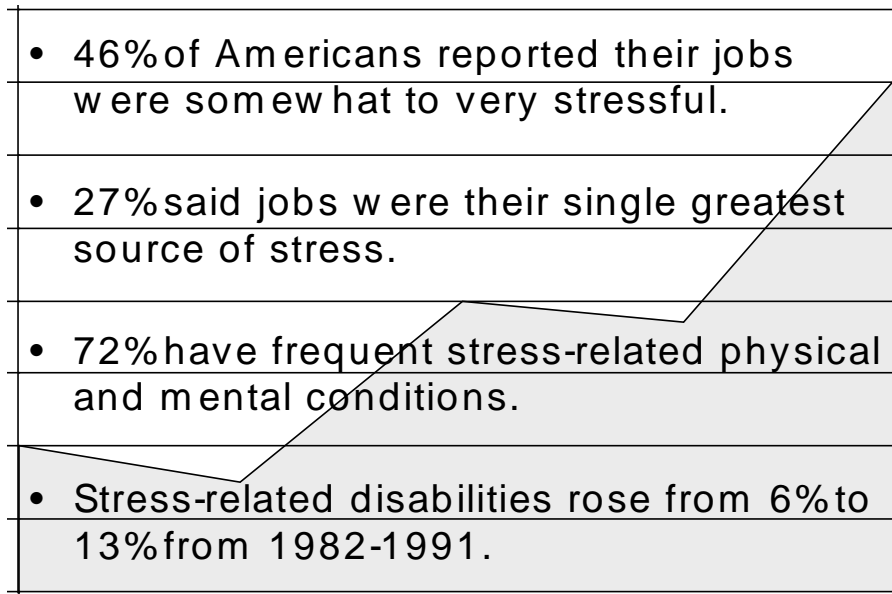 • 46% of Americans reported their jobs
were somewhat to very stressful.
• 27% said jobs were their single greatest
source of stress.
• 72% have frequent stress-related physical
and mental conditions.
• Stress-related disabilities rose from 6% to
13% from 1982-1991.